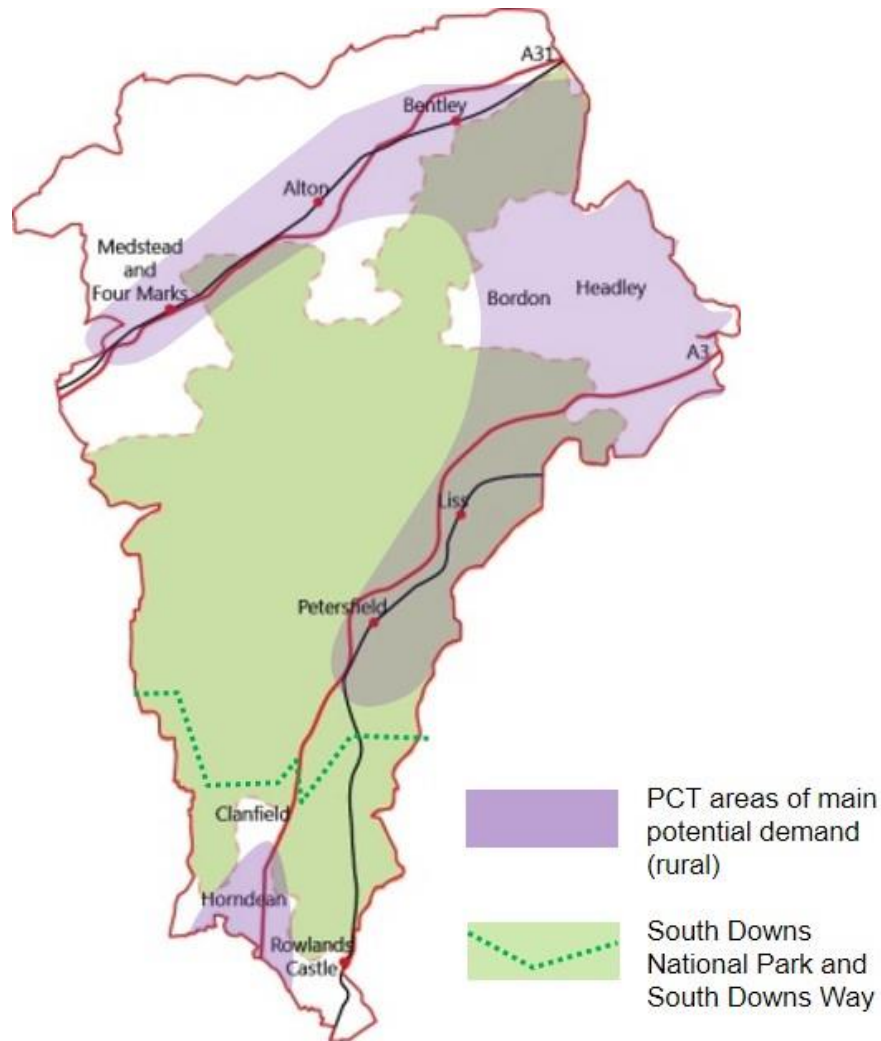 A31
Bentley
Alton
Medstead
and
Four Marks
Bordon
Headley
A3
Liss
Petersfield
Clanfield
Horndean
Rowlands
Castle
PCT areas of main
potential demand
(rural)
South Downs
National Park and
South Downs Way